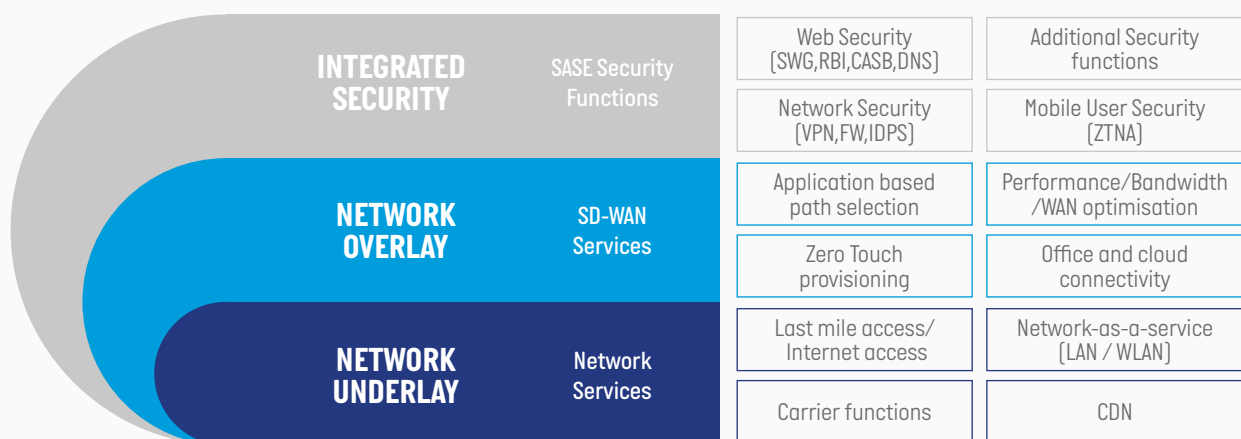 INTEGRATED
SECURITY
SASE Security
Functions
Web Security
(SWG,RBI,CASB,DNS)
Additional Security
functions
Network Security
(VPN,FW,IDPS)
Mobile User Security
(ZTNA)
NETWORK
OVERLAY
SD-WAN
Services
Application based
path selection
Performance/Bandwidth
/WAN optimisation
Zero Touch
provisioning
Office and cloud
connectivity
NETWORK
UNDERLAY
Network
Services
Last mile access/
Internet access
Network-as-a-service
(LAN / WLAN)
Carrier functions
CDN